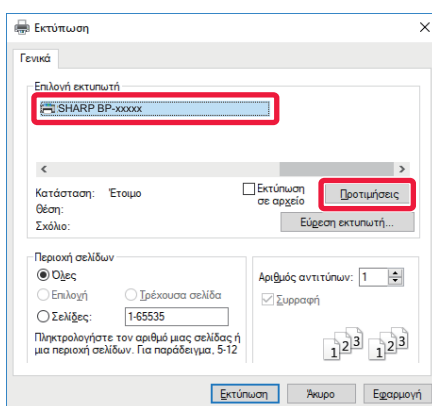 Εκτύπωση
Γενικά
Επιλογή εκτυπωτή
SHARP BP-xxxxx
Κατάσταση: Έτοιμο
Θέση:
Σχόλιο:
Εκτύπωση
σε αρχείο
Προτιμήσεις
Εύρεση εκτυπωτή...
Περιοχή σελίδων
Όλες
Επιλογή Τρέχουσα σελίδα
Σελίδες: 1-65535
Πληκτρολογήστε τον αριθμό μιας σελίδας ή
μια περιοχή σελίδων. Για παράδειγμα, 5-12
Αριθμός αντιτύπων: 1
Συρραφή
1 2 3 1 2 3
Εκτύπωση Άκυρο Εφαρμογή